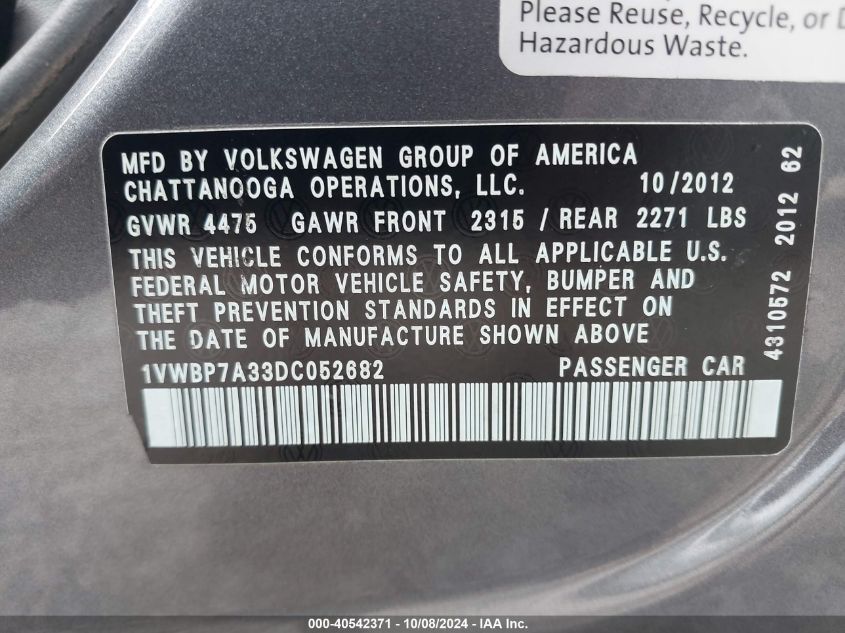 Please Reuse, Recycle, or
Hazardous Waste.
MFD BY VOLKSWAGEN GROUP OF AMERICA
CHATTANOOGA OPERATIONS, LLC. 10/2012
GVWR 4475 GAWR FRONT 2315 / REAR 2271 LBS
THIS VEHICLE CONFORMS TO ALL APPLICABLE U.S.
FEDERAL MOTOR VEHICLE SAFETY, BUMPER AND
THEFT PREVENTION STANDARDS IN EFFECT ON
THE DATE OF MANUFACTURE SHOWN ABOVE
1VWBP7A33DC052682 PASSENGER CAR
4310572 2012 62
000-40542371 - 10/08/2024 - IAA Inc.